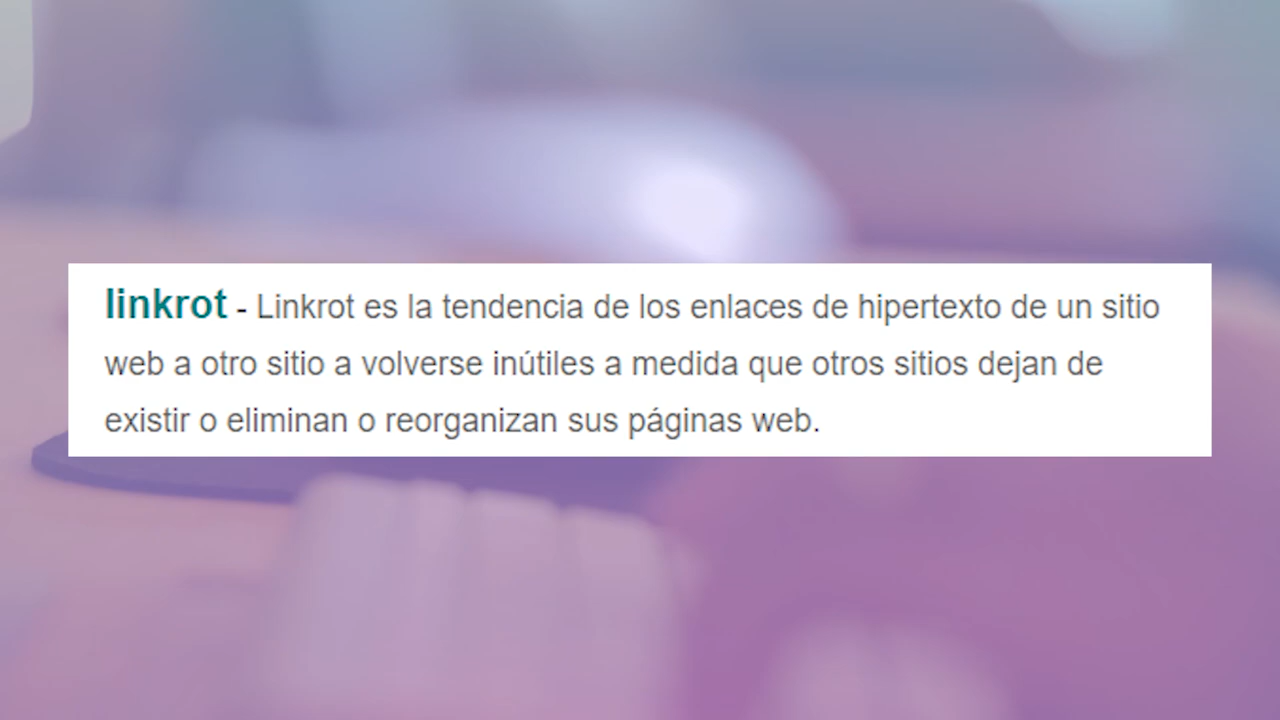 linkrot - Linkrot es la tendencia de los enlaces de hipertexto de un sitio
web a otro sitio a volverse inútiles a medida que otros sitios dejan de
existir o eliminan o reorganizan sus páginas web.